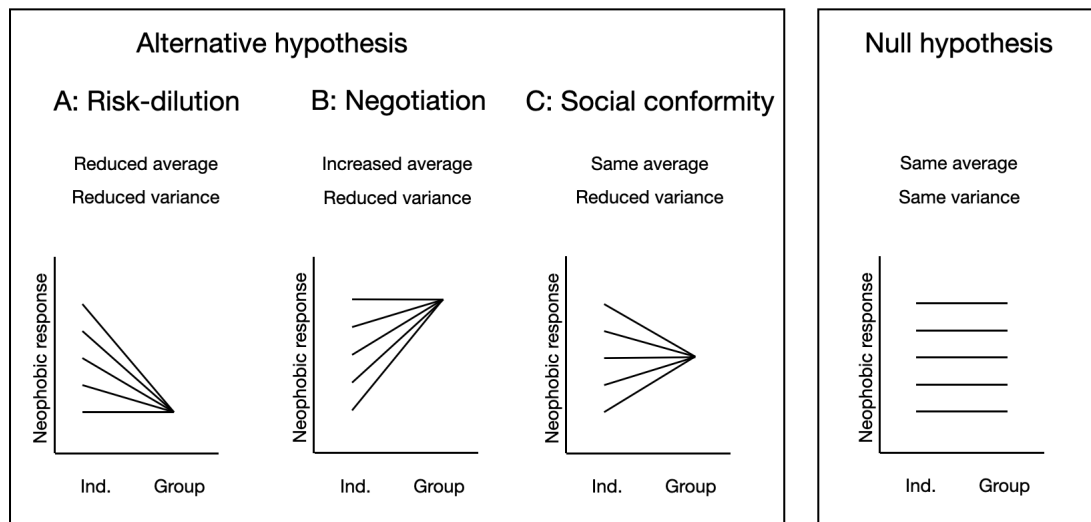 Alternative hypothesis
A: Risk-dilution
Reduced average
Reduced variance
Neophobic response
Ind.
Group
B: Negotiation
Increased average
Reduced variance
Neophobic response
Ind.
Group
C: Social conformity
Same average
Reduced variance
Neophobic response
Ind.
Group
Null hypothesis
Same average
Same variance
Neophobic response
Ind.
Group